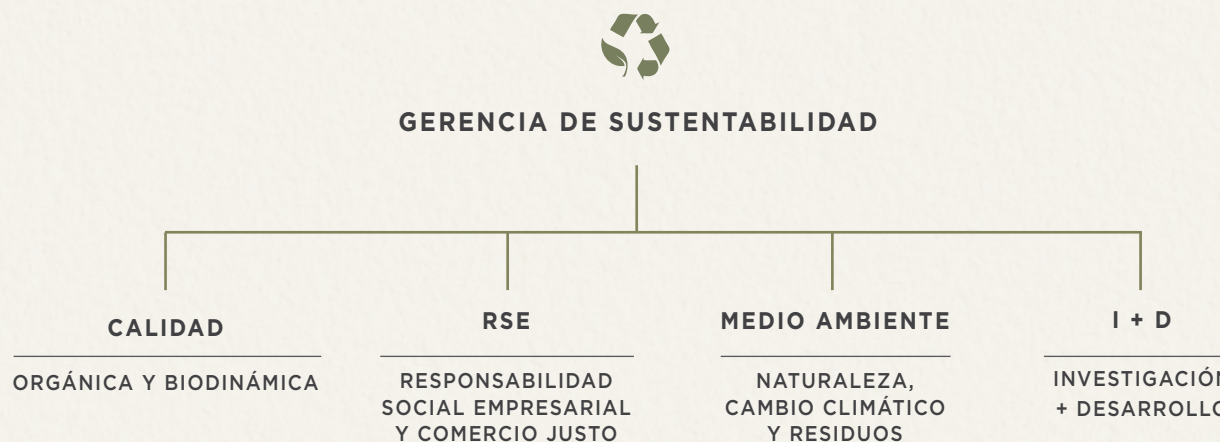 GERENCIA DE SUSTENTABILIDAD
CALIDAD
ORGÁNICA Y BIODINÁMICA
RSE
RESPONSABILIDAD
SOCIAL EMPRESARIAL
Y COMERCIO JUSTO
MEDIO AMBIENTE
NATURALEZA,
CAMBIO CLIMÁTICO
Y RESIDUOS
I + D
INVESTIGACIÓN
+ DESARROLLO